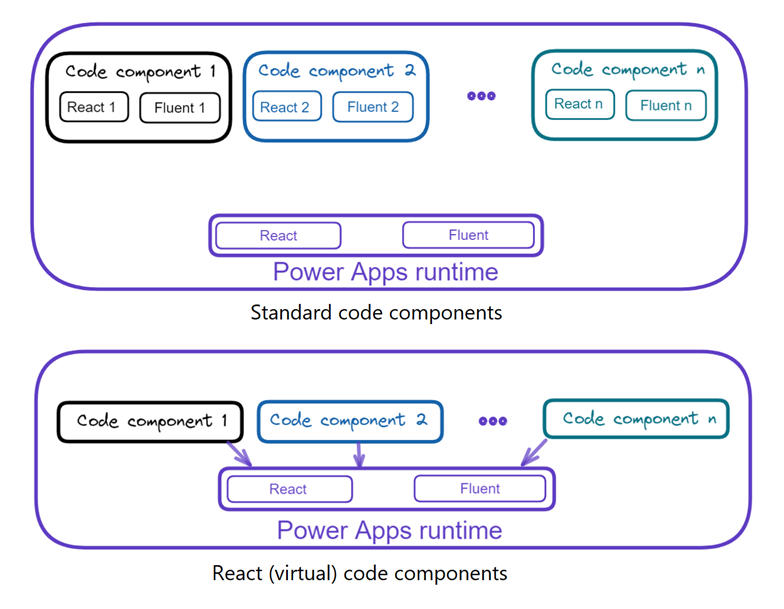 Code component 1
React 1 Fluent 1
Code component 2
React 2 Fluent 2
Code component n
React n Fluent n
React Fluent
Power Apps runtime
Standard code components
Code component 1
Code component 2
Code component n
React Fluent
Power Apps runtime
React (virtual) code components